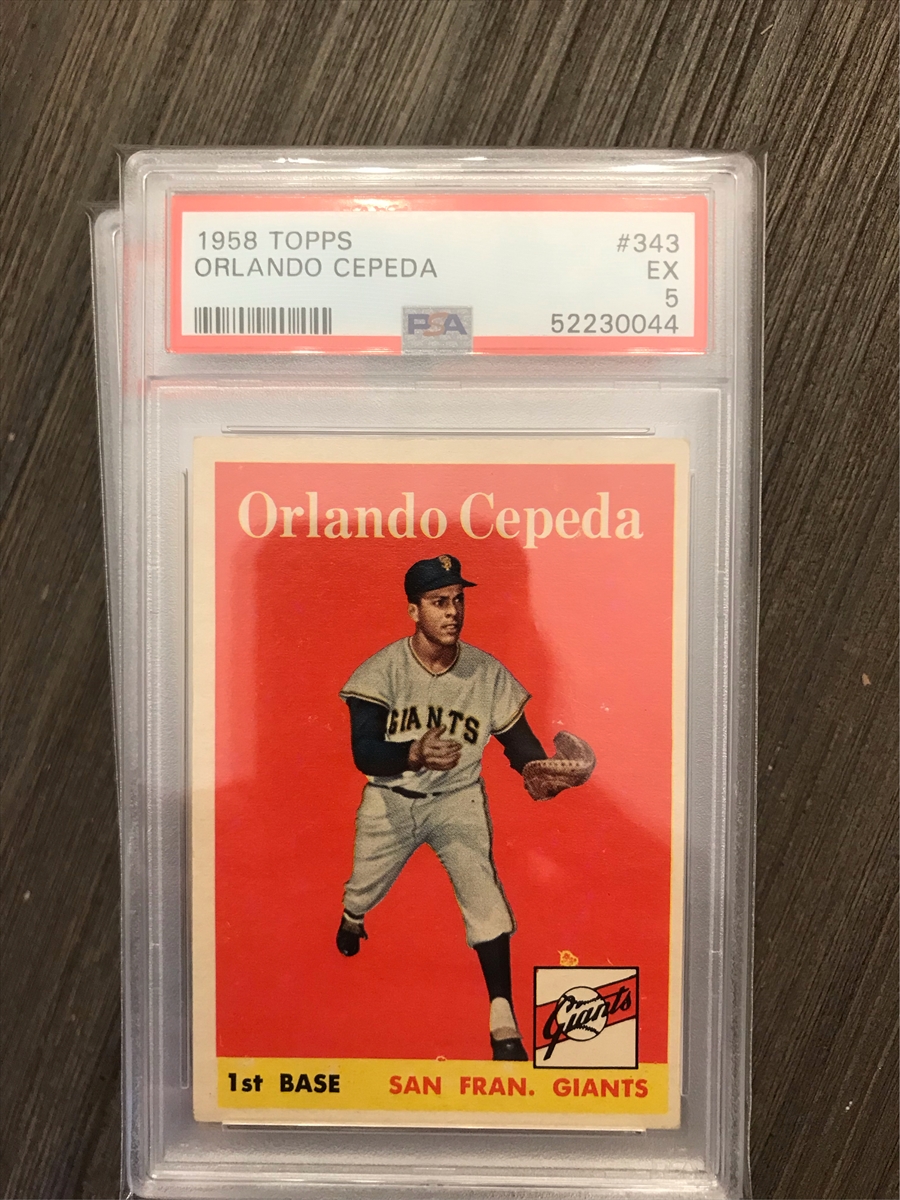 1958 TOPPS #343
ORLANDO CEPEDA EX
5
PSA 52230044
Orlando Cepeda
GIANTS
Giants
1st BASE SAN FRAN. GIANTS